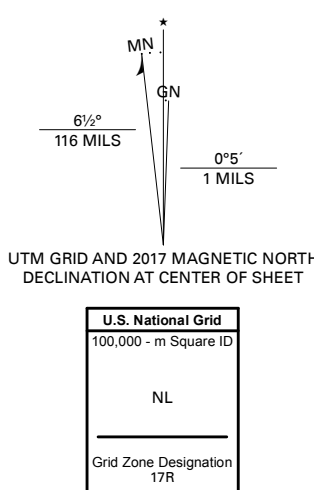 ★
MN
GN
6½°
116 MILS
0°5´
1 MILS
UTM GRID AND 2017 MAGNETIC NORTH
DECLINATION AT CENTER OF SHEET
U.S. National Grid
100,000 - m Square ID
NL
Grid Zone Designation
17R